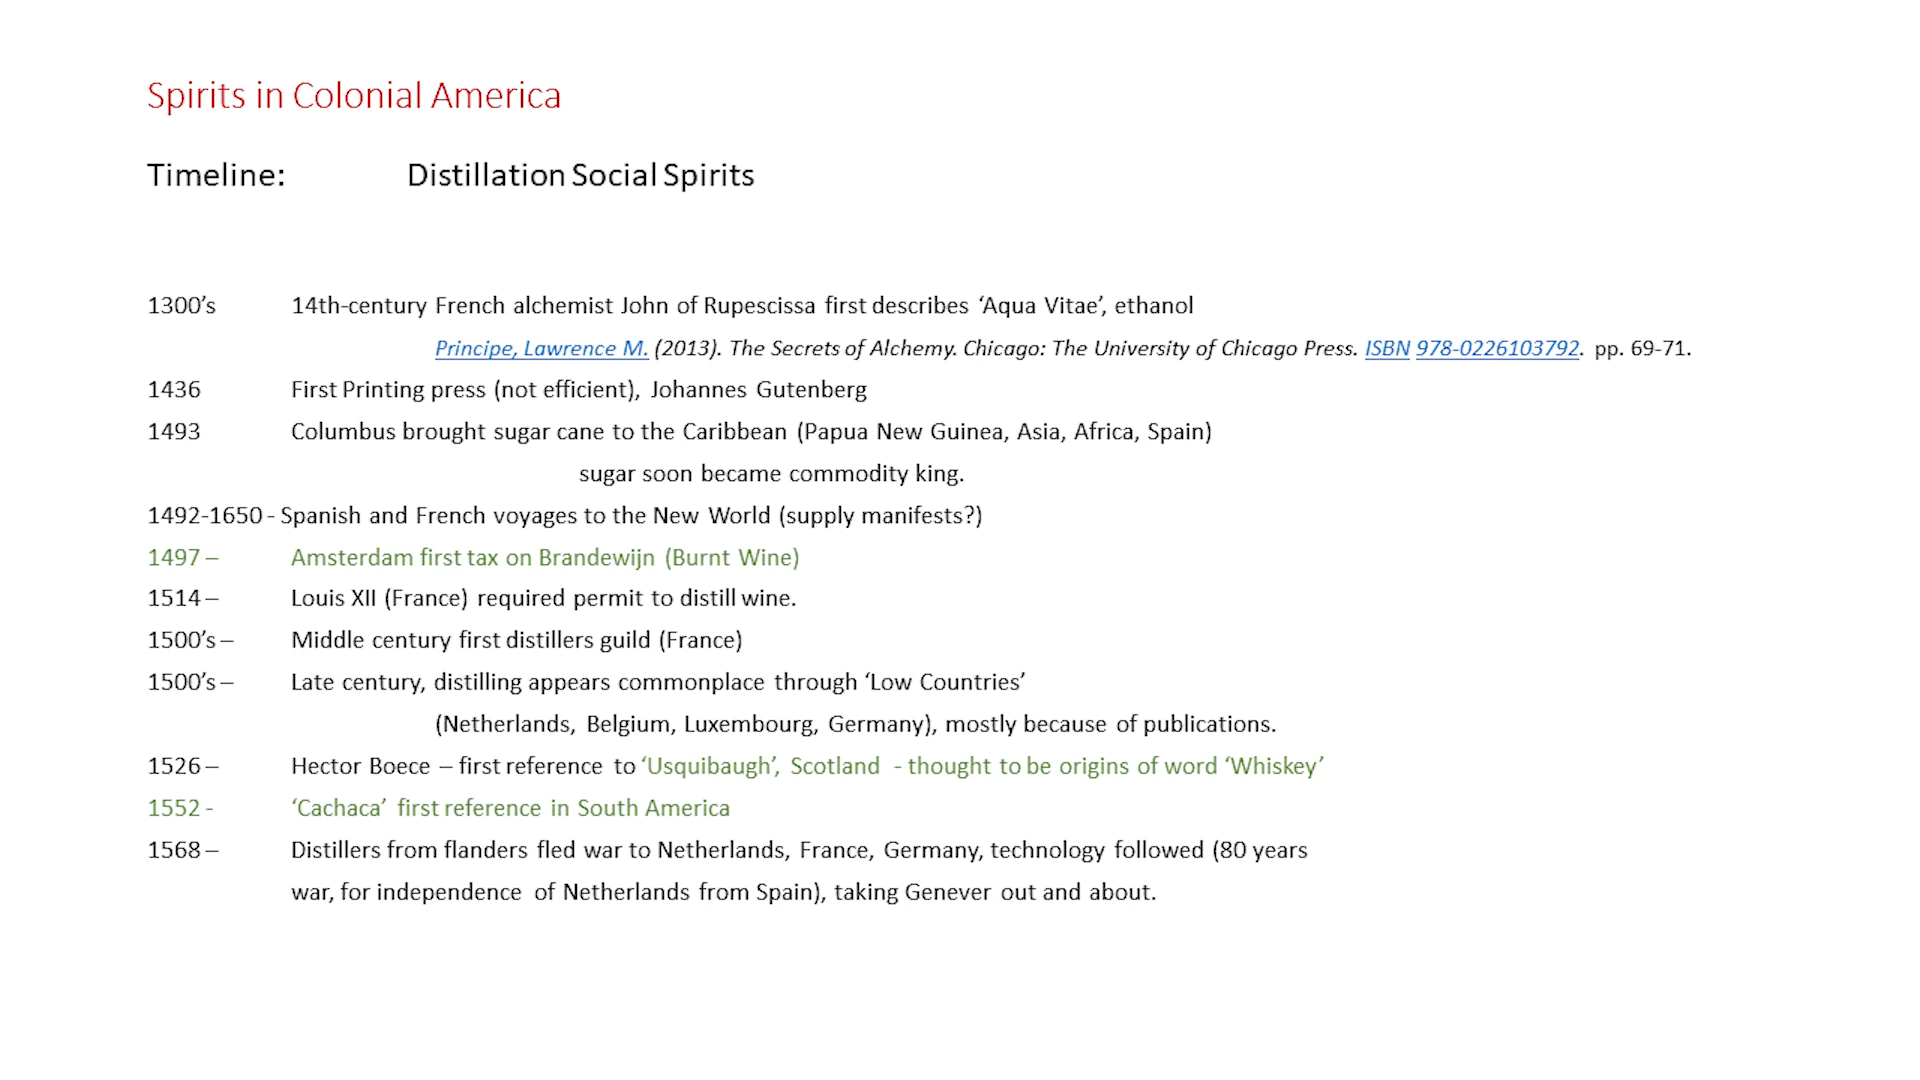 Spirits in Colonial America
Timeline: Distillation Social Spirits
1300’s 14th-century French alchemist John of Rupescissa first describes ‘Aqua Vitae’, ethanol
Principe, Lawrence M. (2013). The Secrets of Alchemy. Chicago: The University of Chicago Press. ISBN 978-0226103792. pp. 69-71.
1436 First Printing press (not efficient), Johannes Gutenberg
1493 Columbus brought sugar cane to the Caribbean (Papua New Guinea, Asia, Africa, Spain)
sugar soon became commodity king.
1492-1650 - Spanish and French voyages to the New World (supply manifests?)
1497 – Amsterdam first tax on Brandewijn (Burnt Wine)
1514 – Louis XII (France) required permit to distill wine.
1500’s – Middle century first distillers guild (France)
1500’s – Late century, distilling appears commonplace through ‘Low Countries’
(Netherlands, Belgium, Luxembourg, Germany), mostly because of publications.
1526 – Hector Boece – first reference to ‘Usquibaugh’, Scotland - thought to be origins of word ‘Whiskey’
1552 - ‘Cachaca’ first reference in South America
1568 – Distillers from flanders fled war to Netherlands, France, Germany, technology followed (80 years
war, for independence of Netherlands from Spain), taking Genever out and about.